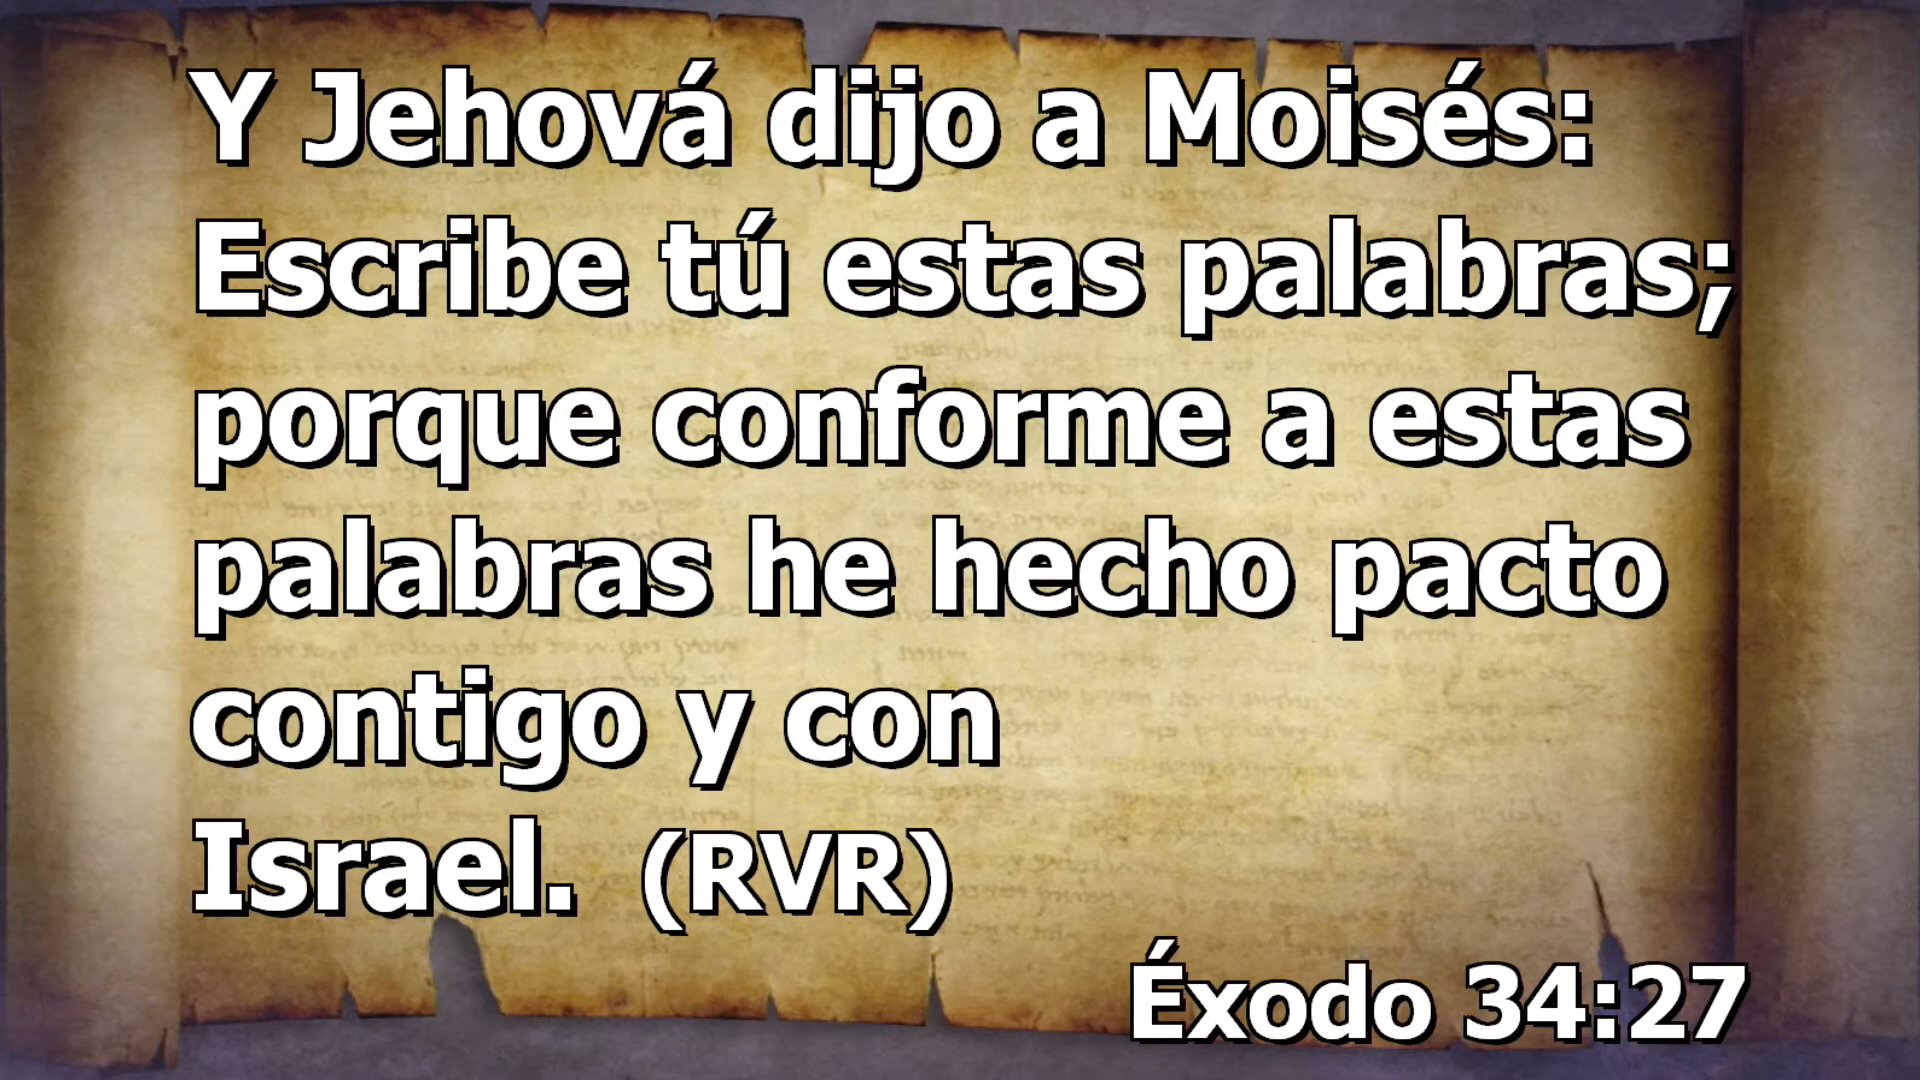 Y Jehová dijo a Moisés:
Escribe tú estas palabras;
porque conforme a estas
palabras he hecho pacto
contigo y con
Israel. (RVR)
Éxodo 34:27